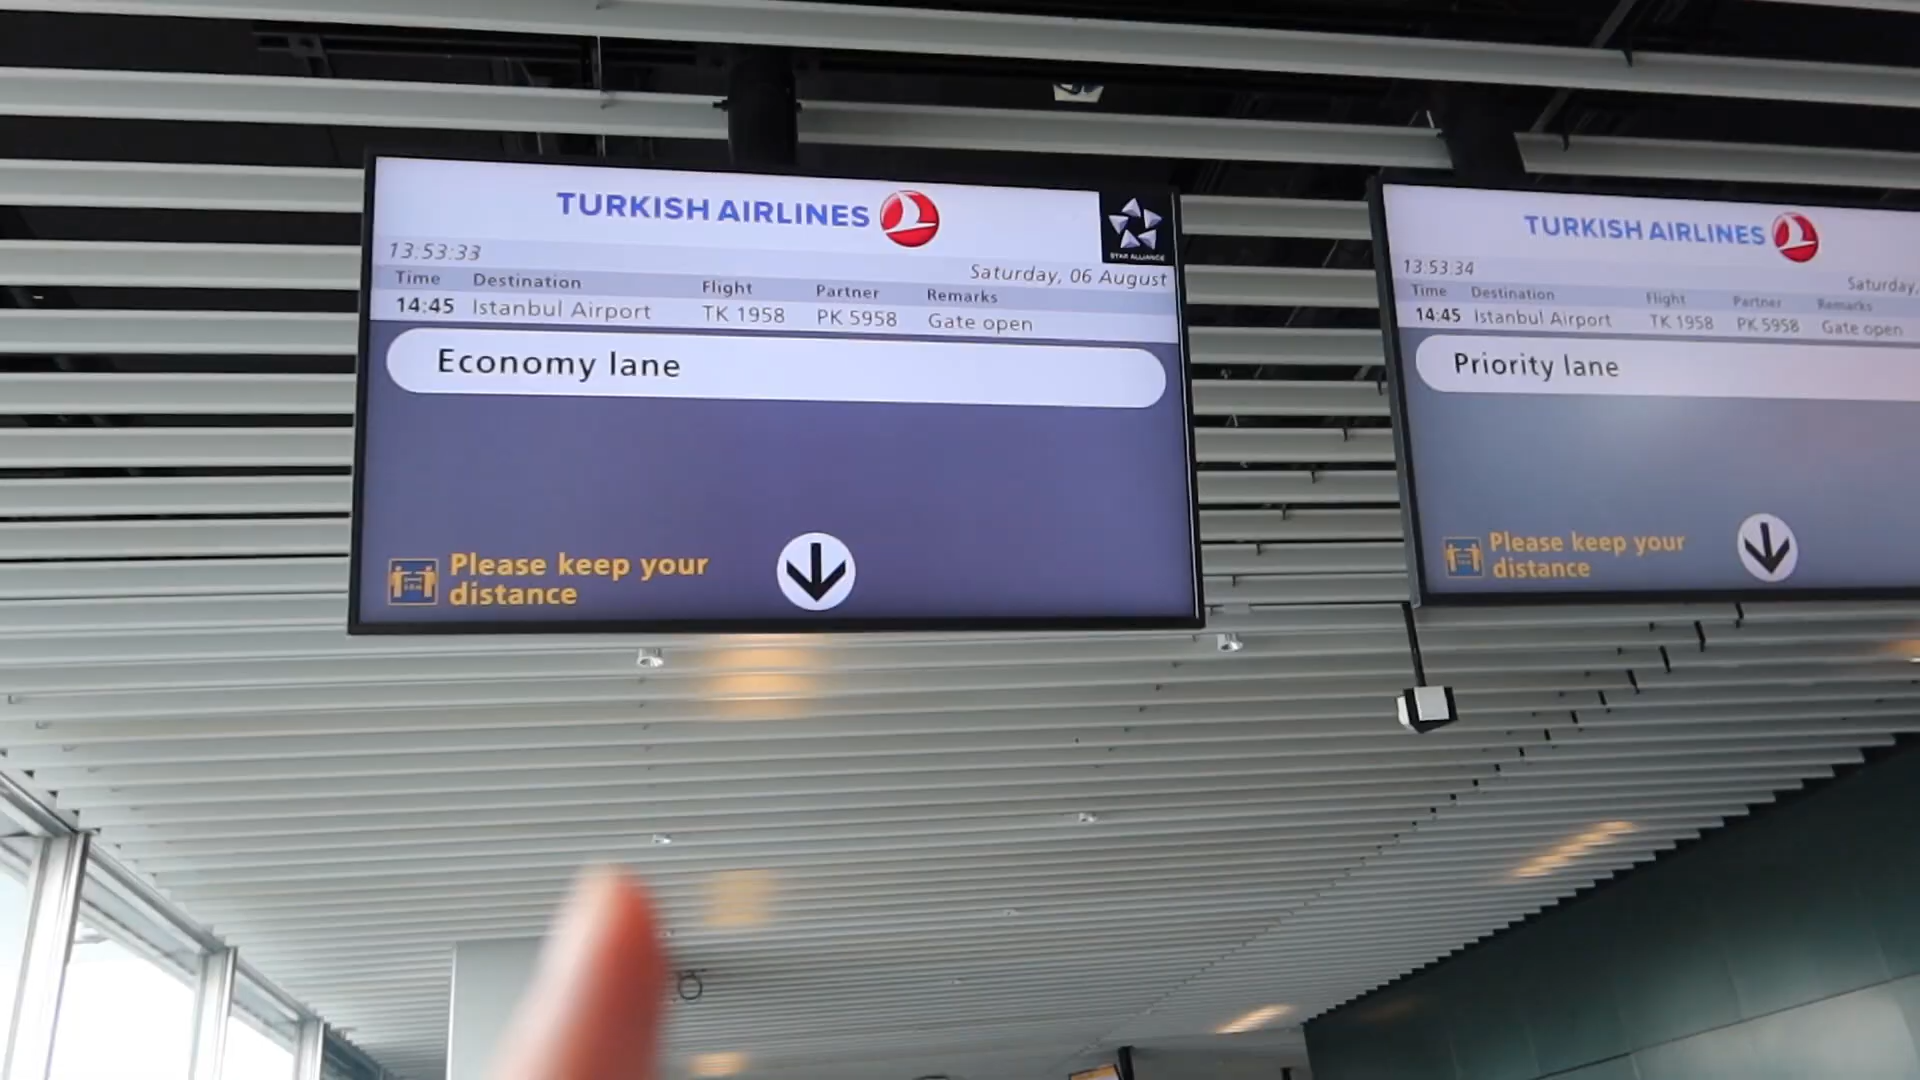 TURKISH AIRLINES
STAR ALLIANCE
13:53:33
Saturday, 06 August
Time Destination Flight Partner Remarks
14:45 Istanbul Airport TK 1958 PK 5958 Gate open
Economy lane
Please keep your
distance
TURKISH AIRLINES
13:53:34
Saturday,
Time Destination Flight Partner Remarks
14:45 Istanbul Airport TK 1958 PK 5958 Gate open
Priority lane
Please keep your
distance